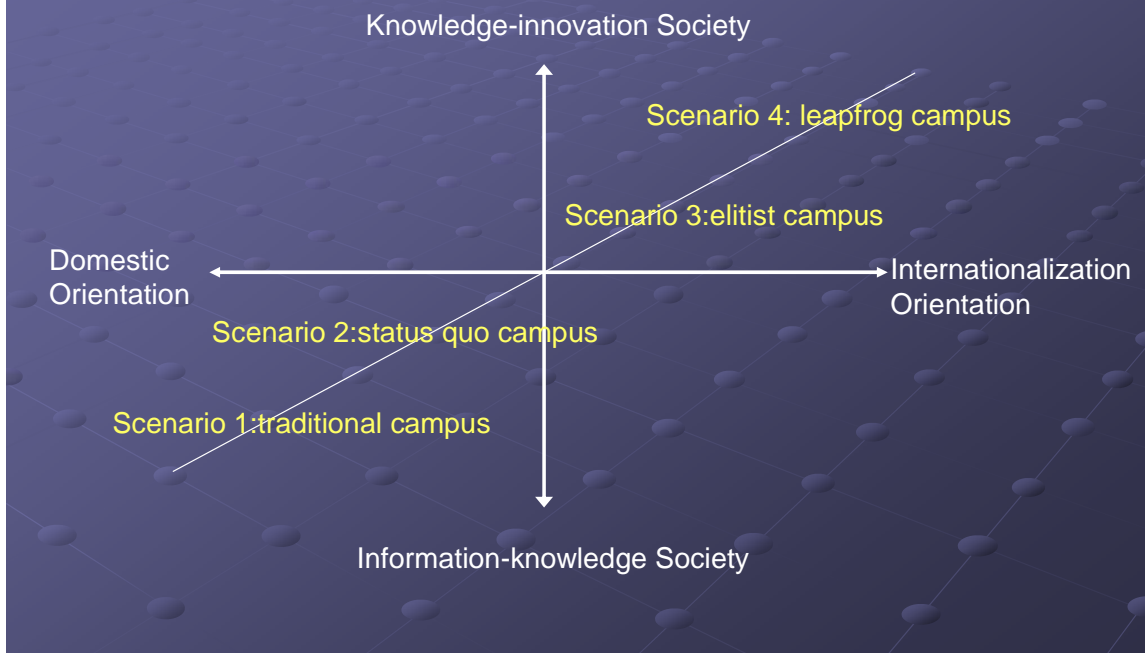 Knowledge-innovation Society
Scenario 4: leapfrog campus
Scenario 3:elitist campus
Domestic
Orientation
Internationalization
Orientation
Scenario 2:status quo campus
Scenario 1:traditional campus
Information-knowledge Society